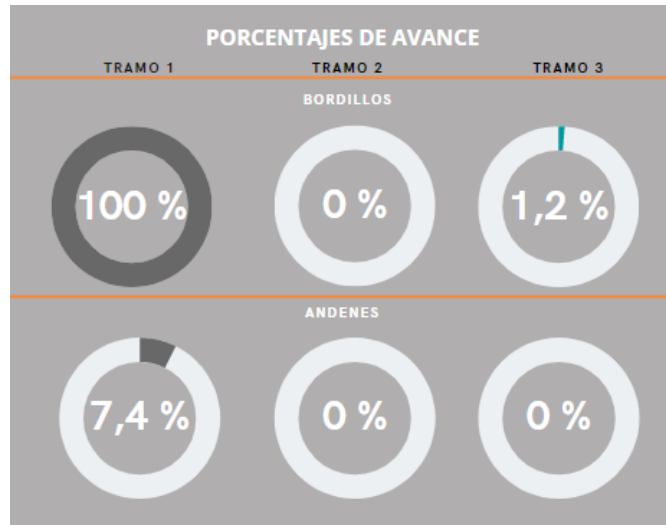 PORCENTAJES DE AVANCE
TRAMO 1 TRAMO 2 TRAMO 3
BORDILLOS
100 % 0 % 1,2 %
ANDENES
7,4 % 0 % 0 %